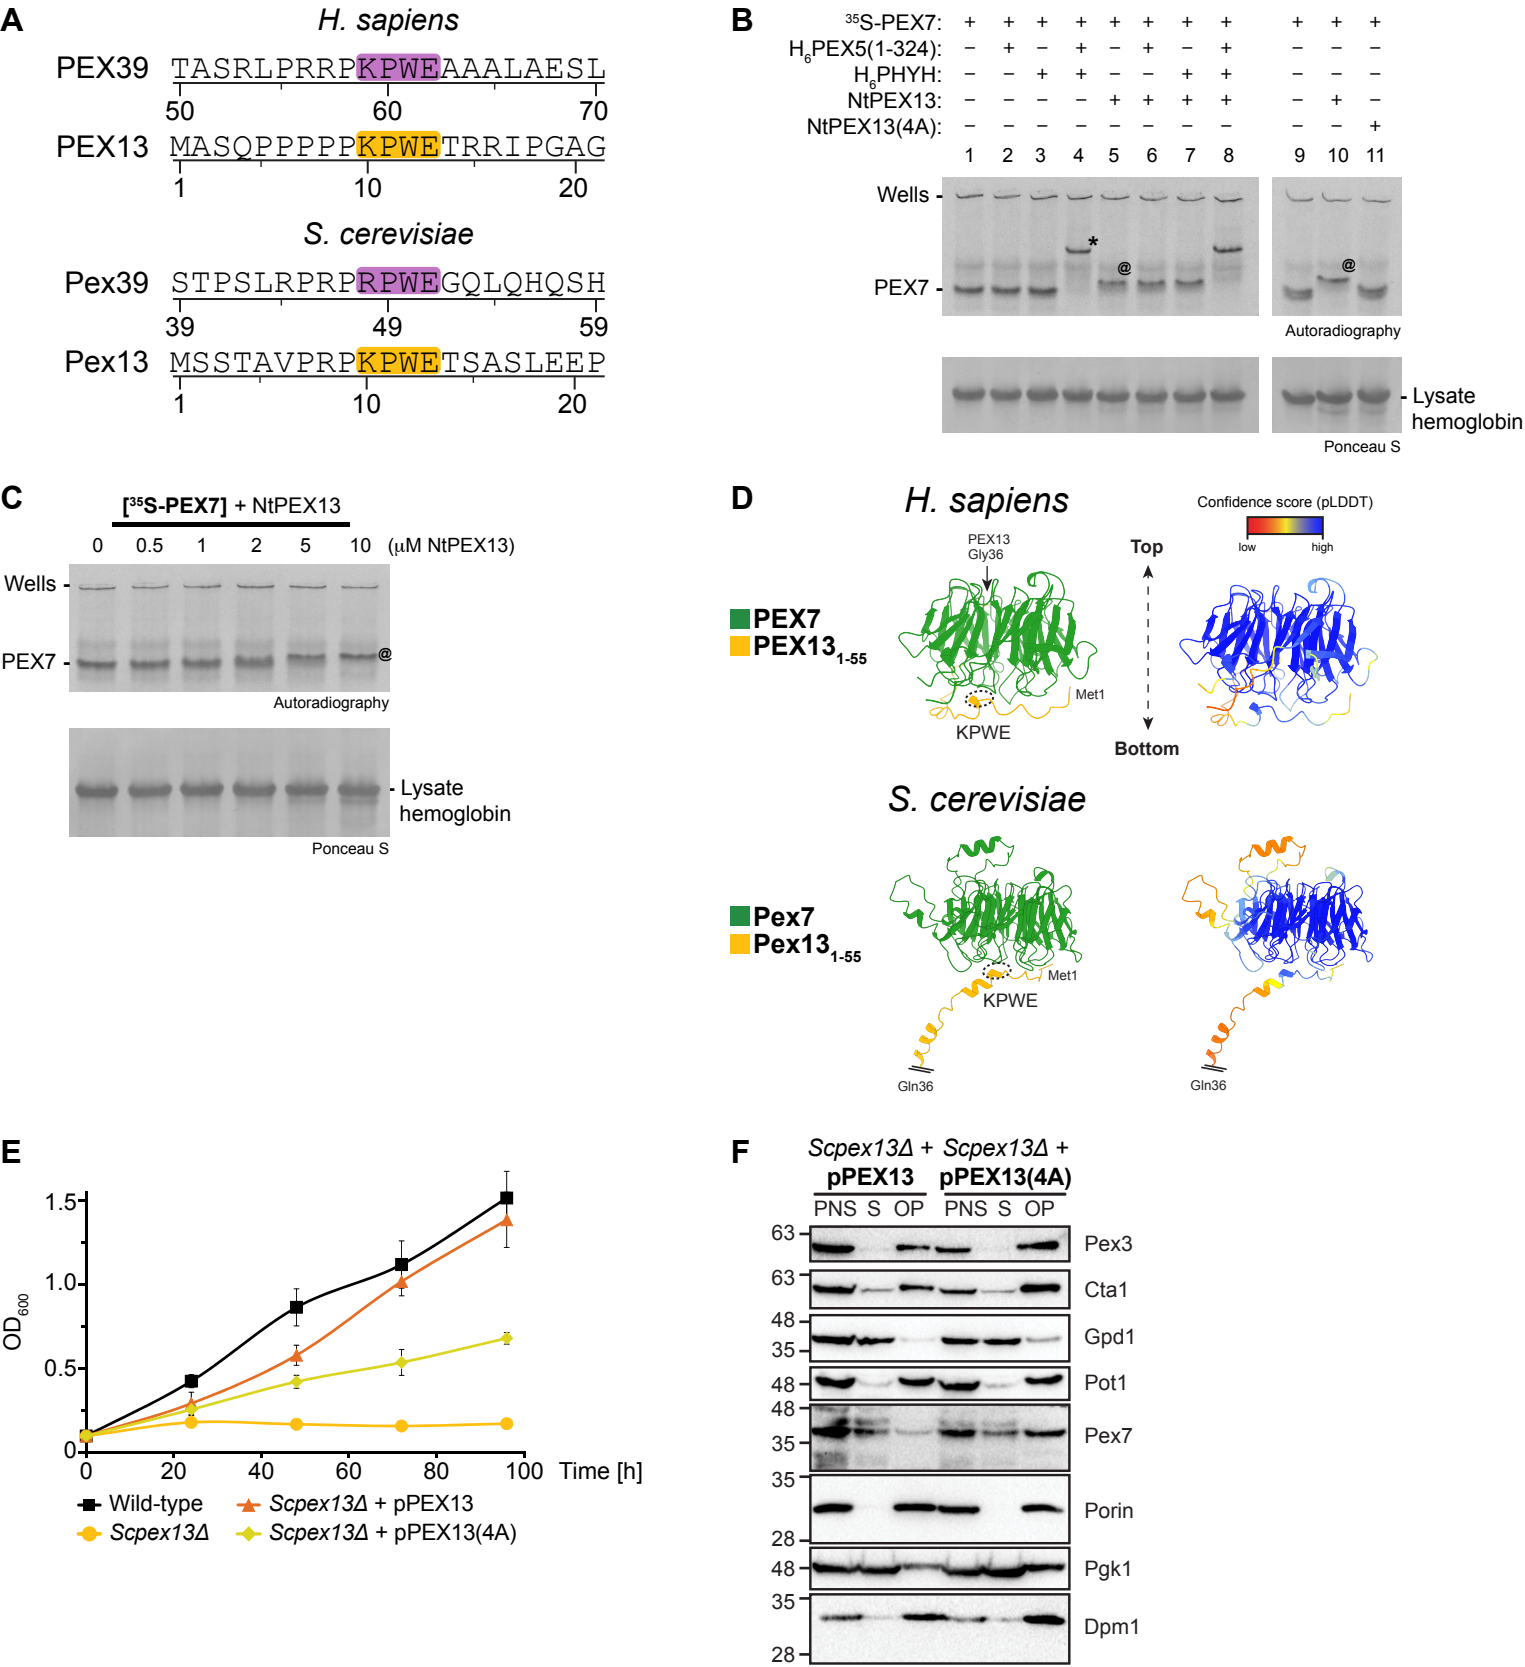 A
H. sapiens
PEX39 TASRLPRRPKPWEAAALAESL
50 60 70
PEX13 MASQPPPPPKPWETRRIPGAG
1 10 20
S. cerevisiae
Pex39 STPSLRPRPRPWEGQLQHQSH
39 49 59
Pex13 MSSTAVPRPKPWETSASLEEP
1 10 20
B
35S-PEX7: + + + + + + + + + + +
H6PEX5(1-324): – + – + – + – + – – –
H6PHYH: – – + + – – + + – – –
NtPEX13: – – – – + + + + – + –
NtPEX13(4A): – – – – – – – – – – +
1 2 3 4 5 6 7 8 9 10 11
Wells
*
@
@
PEX7
Autoradiography
Lysate
hemoglobin
Ponceau S
C
[35S-PEX7] + NtPEX13
0 0.5 1 2 5 10 (µM NtPEX13)
Wells
PEX7
@
Autoradiography
Lysate
hemoglobin
Ponceau S
D
H. sapiens
Confidence score (pLDDT)
low high
PEX13
Gly36
Top
PEX7
PEX13 1-55
Met1
KPWE
Bottom
S. cerevisiae
Pex7
Pex13 1-55
Met1
KPWE
Gln36
Gln36
E
OD600
1.5
1.0
0.5
0
0 20 40 60 80 100 Time [h]
Wild-type
Scpex13Δ + pPEX13
Scpex13Δ
Scpex13Δ + pPEX13(4A)
F
Scpex13Δ + Scpex13Δ +
pPEX13 pPEX13(4A)
PNS S OP PNS S OP
63 Pex3
63 Cta1
48 Gpd1
35
48 Pot1
48 Pex7
35
35 Porin
28
48 Pgk1
35 Dpm1
28